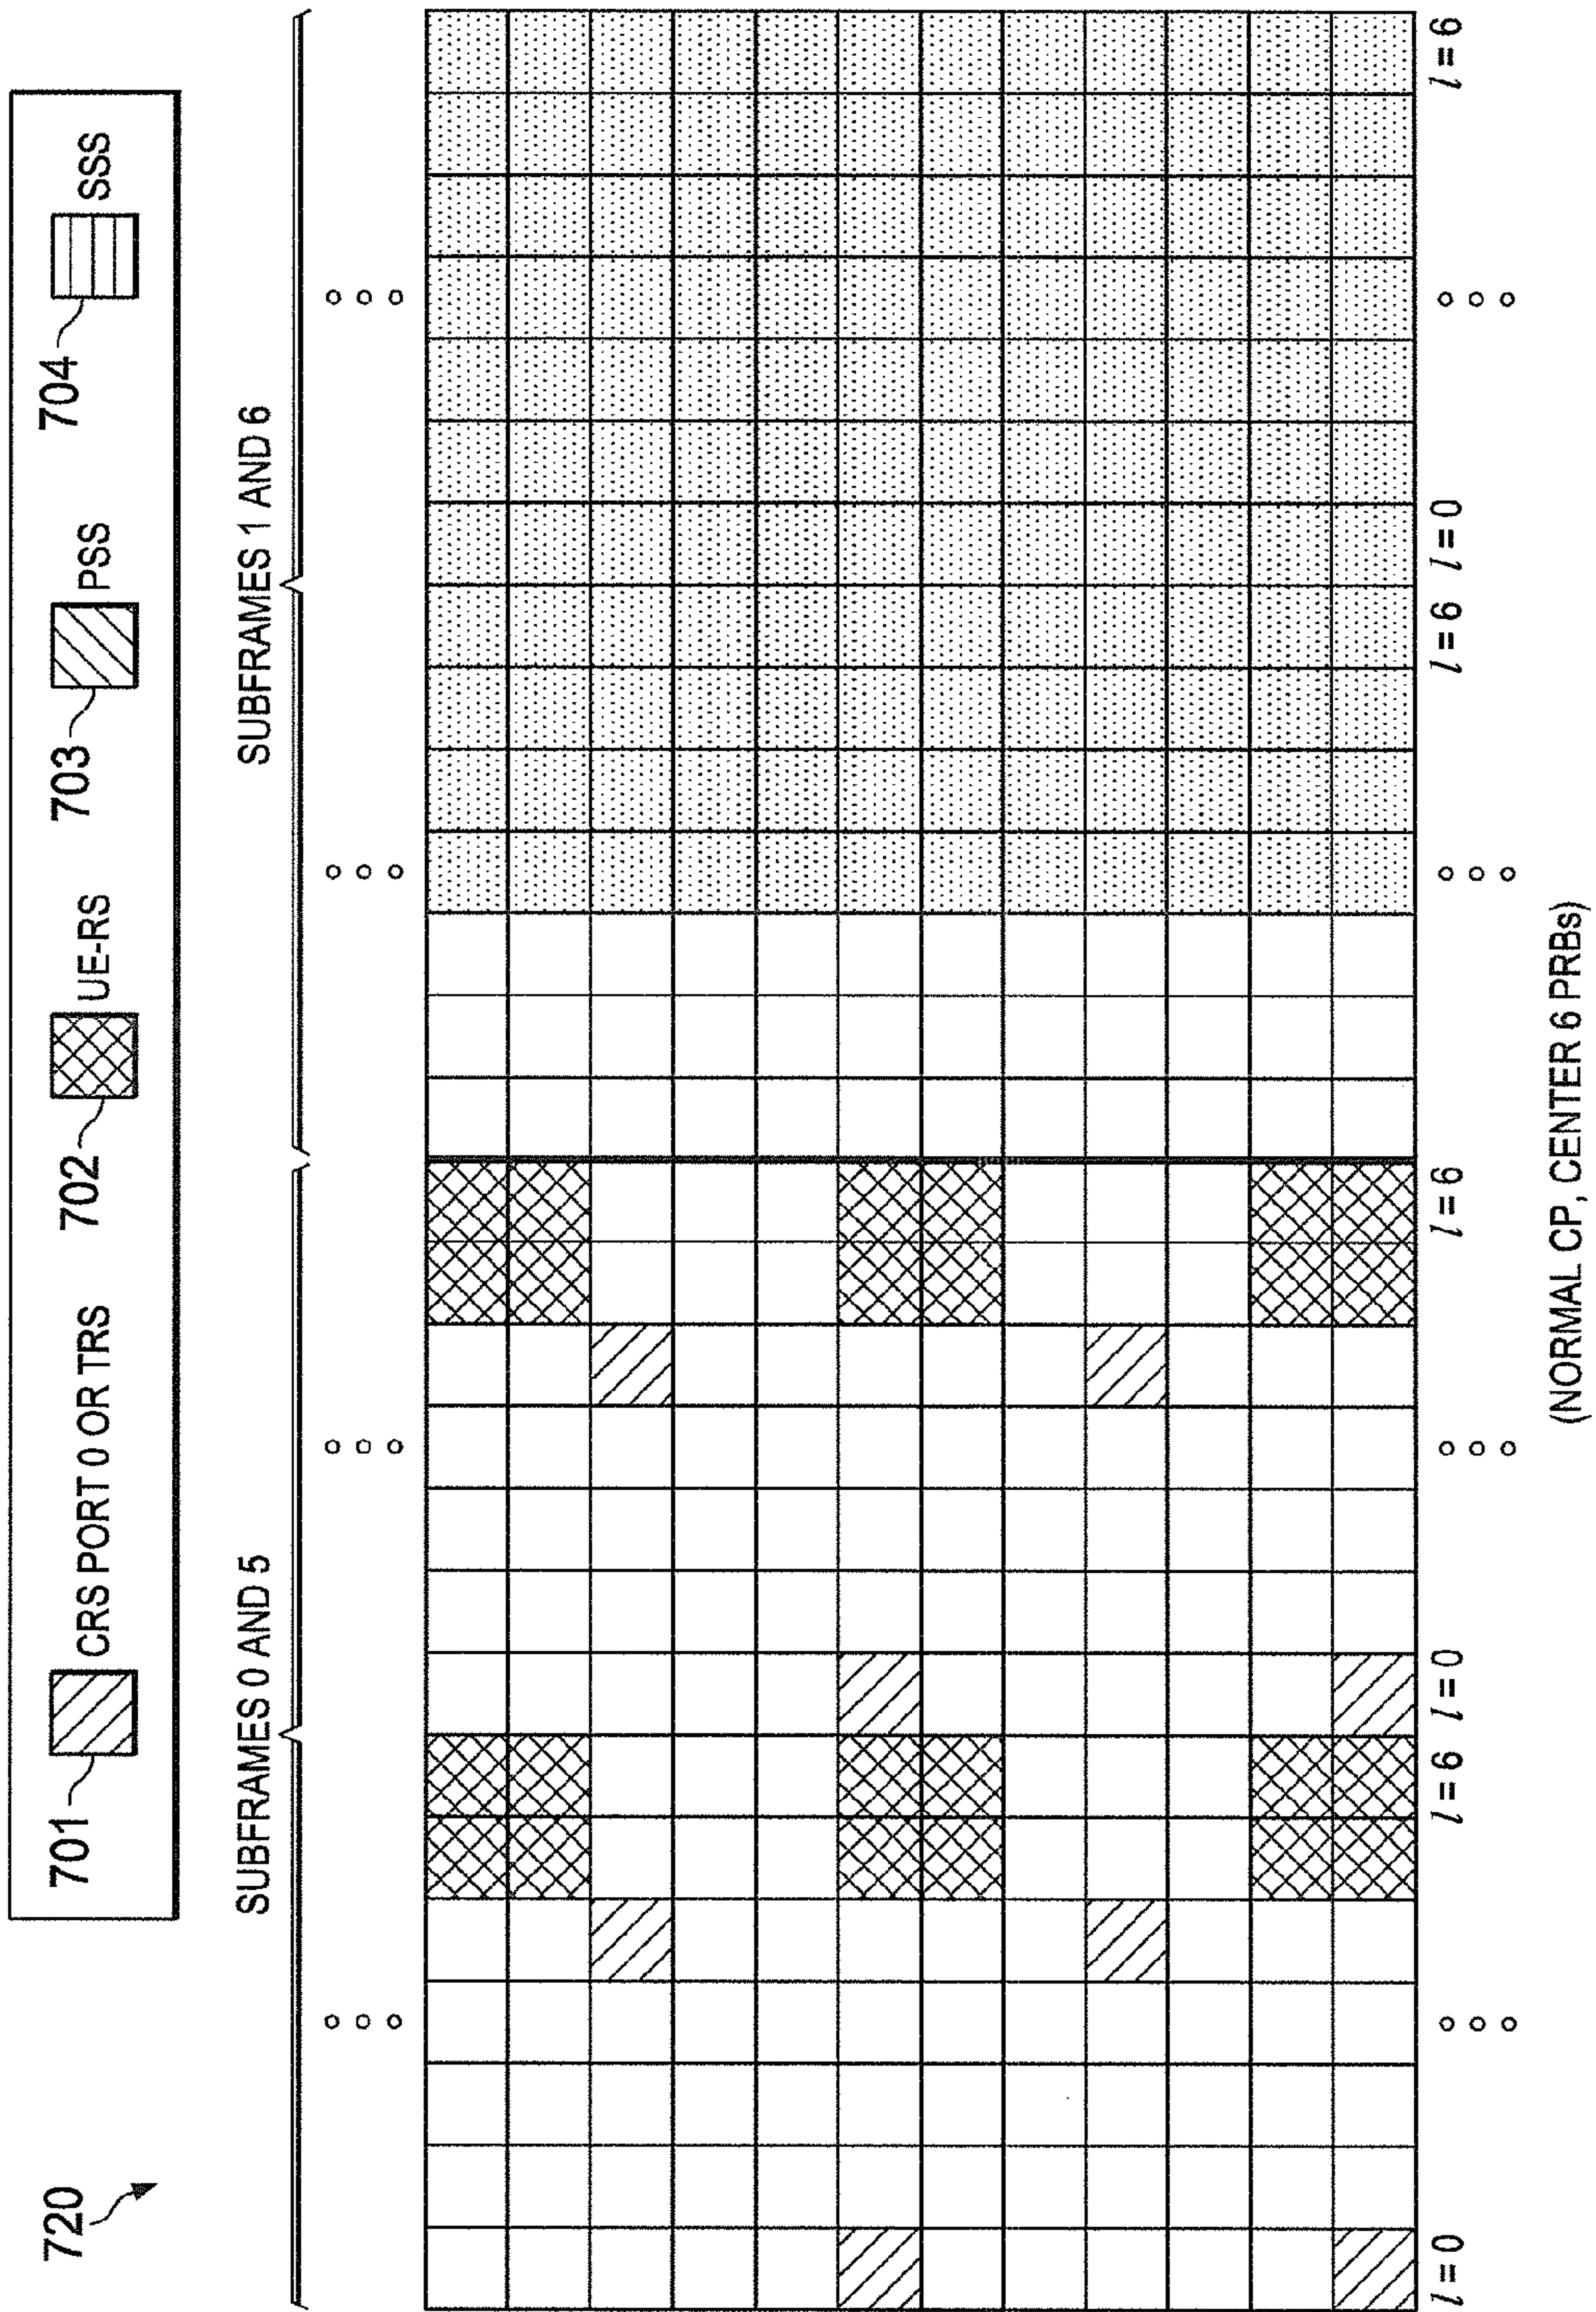 720
701 CRS PORT 0 OR TRS 702 UE-RS 703 PSS 704 SSS
SUBFRAMES 0 AND 5 SUBFRAMES 1 AND 6
l = 0 l = 6 l = 0 l = 6 l = 6 l = 0 l = 6
(NORMAL CP, CENTER 6 PRBs)